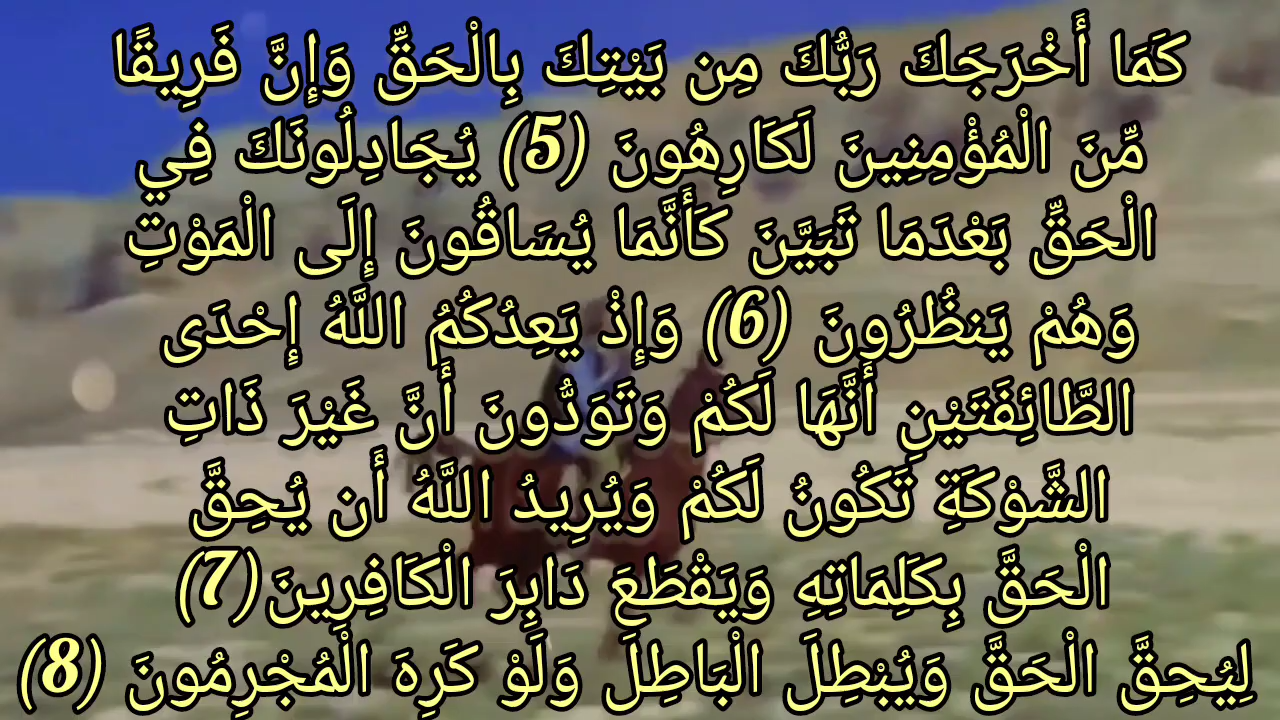 كَمَا أَخْرَجَكَ رَبُّكَ مِن بَيْتِكَ بِالْحَقِّ وَإِنَّ فَرِيقًا
مِّنَ الْمُؤْمِنِينَ لَكَارِهُونَ (5) يُجَادِلُونَكَ فِي
الْحَقِّ بَعْدَمَا تَبَيَّنَ كَأَنَّمَا يُسَاقُونَ إِلَى الْمَوْتِ
وَهُمْ يَنظُرُونَ (6) وَإِذْ يَعِدُكُمُ اللَّهُ إِحْدَى
الطَّائِفَتَيْنِ أَنَّهَا لَكُمْ وَتَوَدُّونَ أَنَّ غَيْرَ ذَاتِ
الشَّوْكَةِ تَكُونُ لَكُمْ وَيُرِيدُ اللَّهُ أَن يُحِقَّ
الْحَقَّ بِكَلِمَاتِهِ وَيَقْطَعَ دَابِرَ الْكَافِرِينَ(7)
لِيُحِقَّ الْحَقَّ وَيُبْطِلَ الْبَاطِلَ وَلَوْ كَرِهَ الْمُجْرِمُونَ (8)